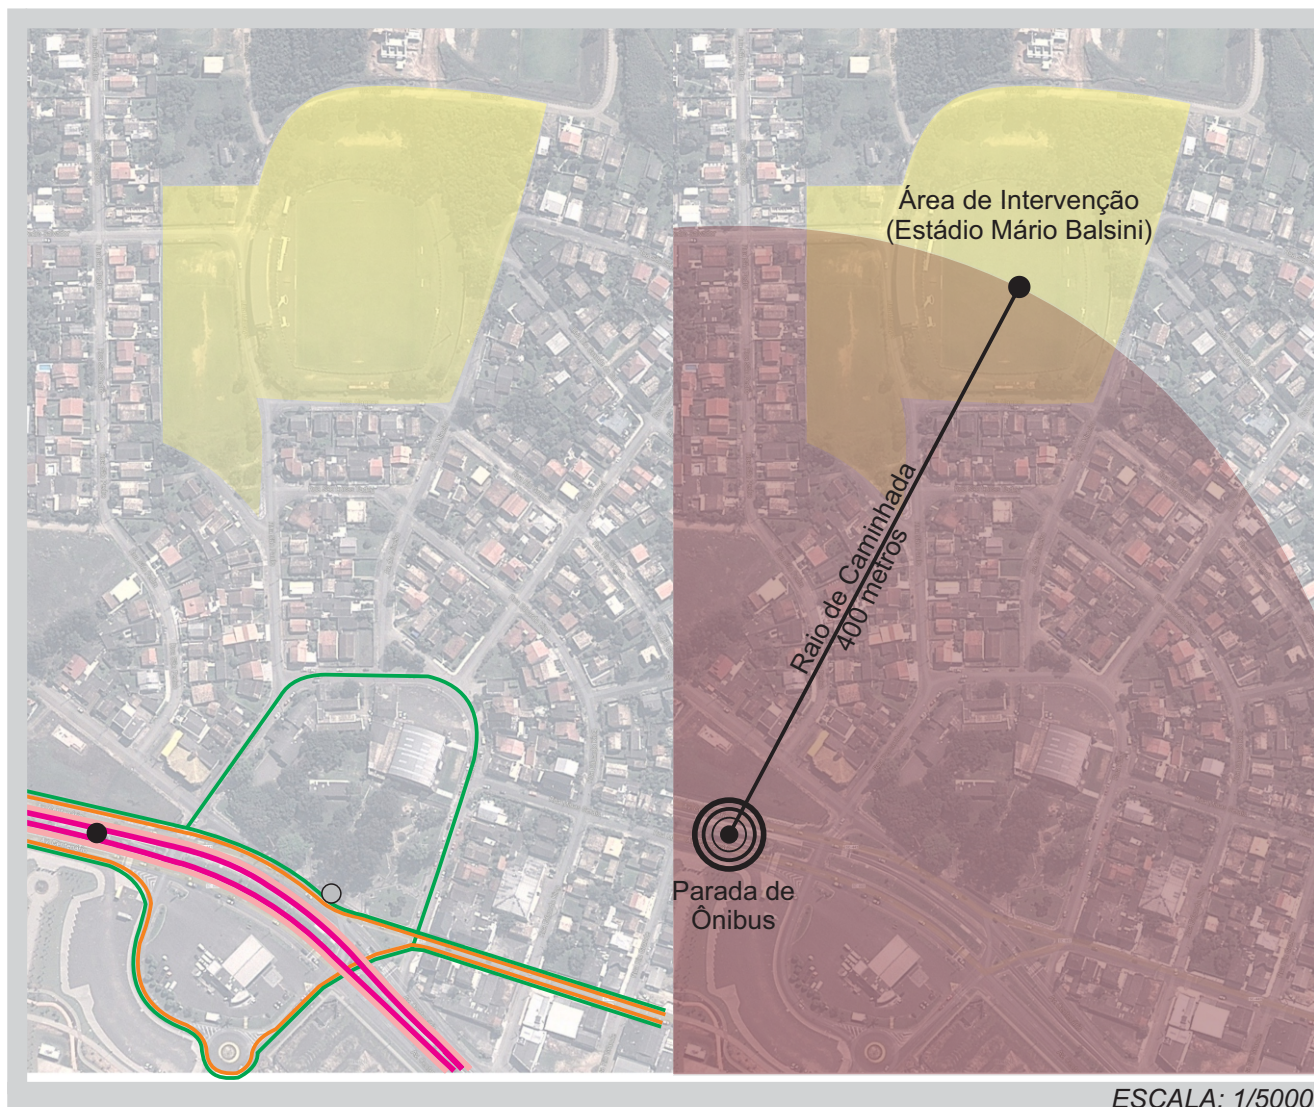 Área de Intervenção
(Estádio Mário Balsini)
Raio de Caminhada
400 metros
Parada de
Ônibus
ESCALA: 1/5000